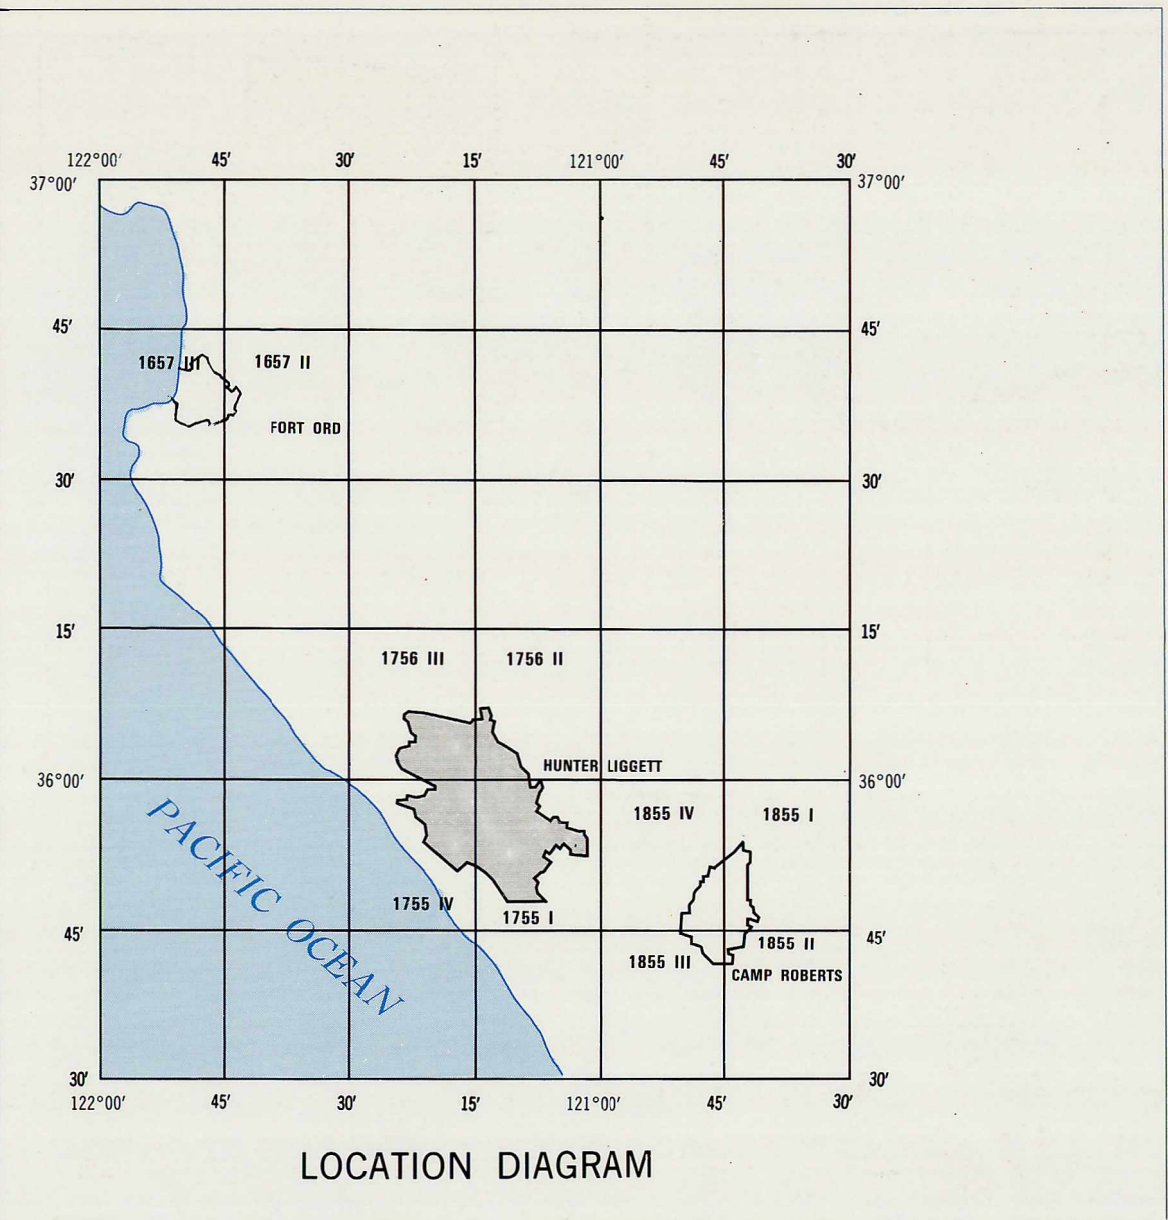 122°00′ 45′ 30′ 15′ 121°00′ 45′ 30′
37°00′ 37°00′
45′ 45′
1657 III 1657 II
FORT ORD
30′ 30′
15′ 15′
1756 III 1756 II
HUNTER LIGGETT
36°00′ 36°00′
1855 IV 1855 I
PACIFIC OCEAN
1755 IV 1755 I
45′ 45′
1855 II
1855 III
CAMP ROBERTS
30′ 30′
122°00′ 45′ 30′ 15′ 121°00′ 45′ 30′
LOCATION DIAGRAM